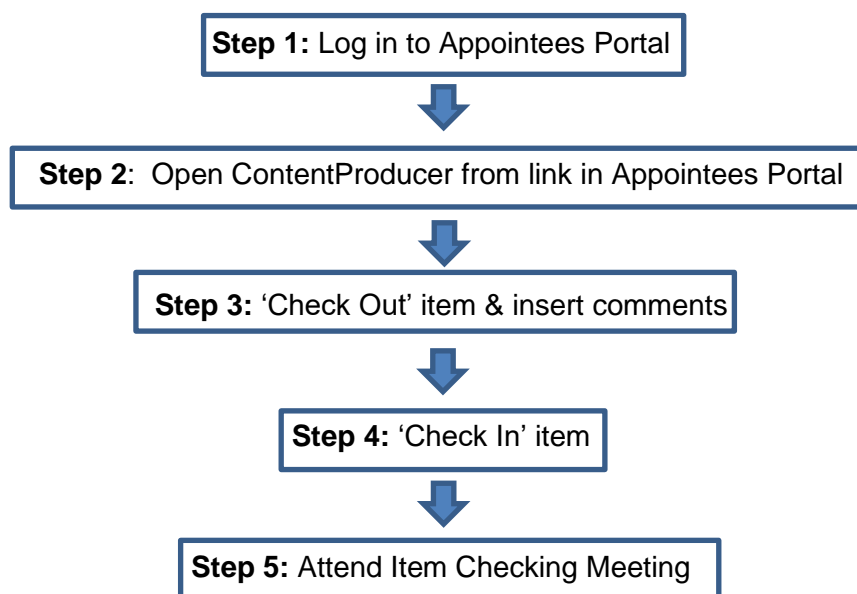 Step 1: Log in to Appointees Portal
Step 2:  Open ContentProducer from link in Appointees Portal
Step 3: ‘Check Out’ item & insert comments
Step 4: ‘Check In’ item
Step 5: Attend Item Checking Meeting